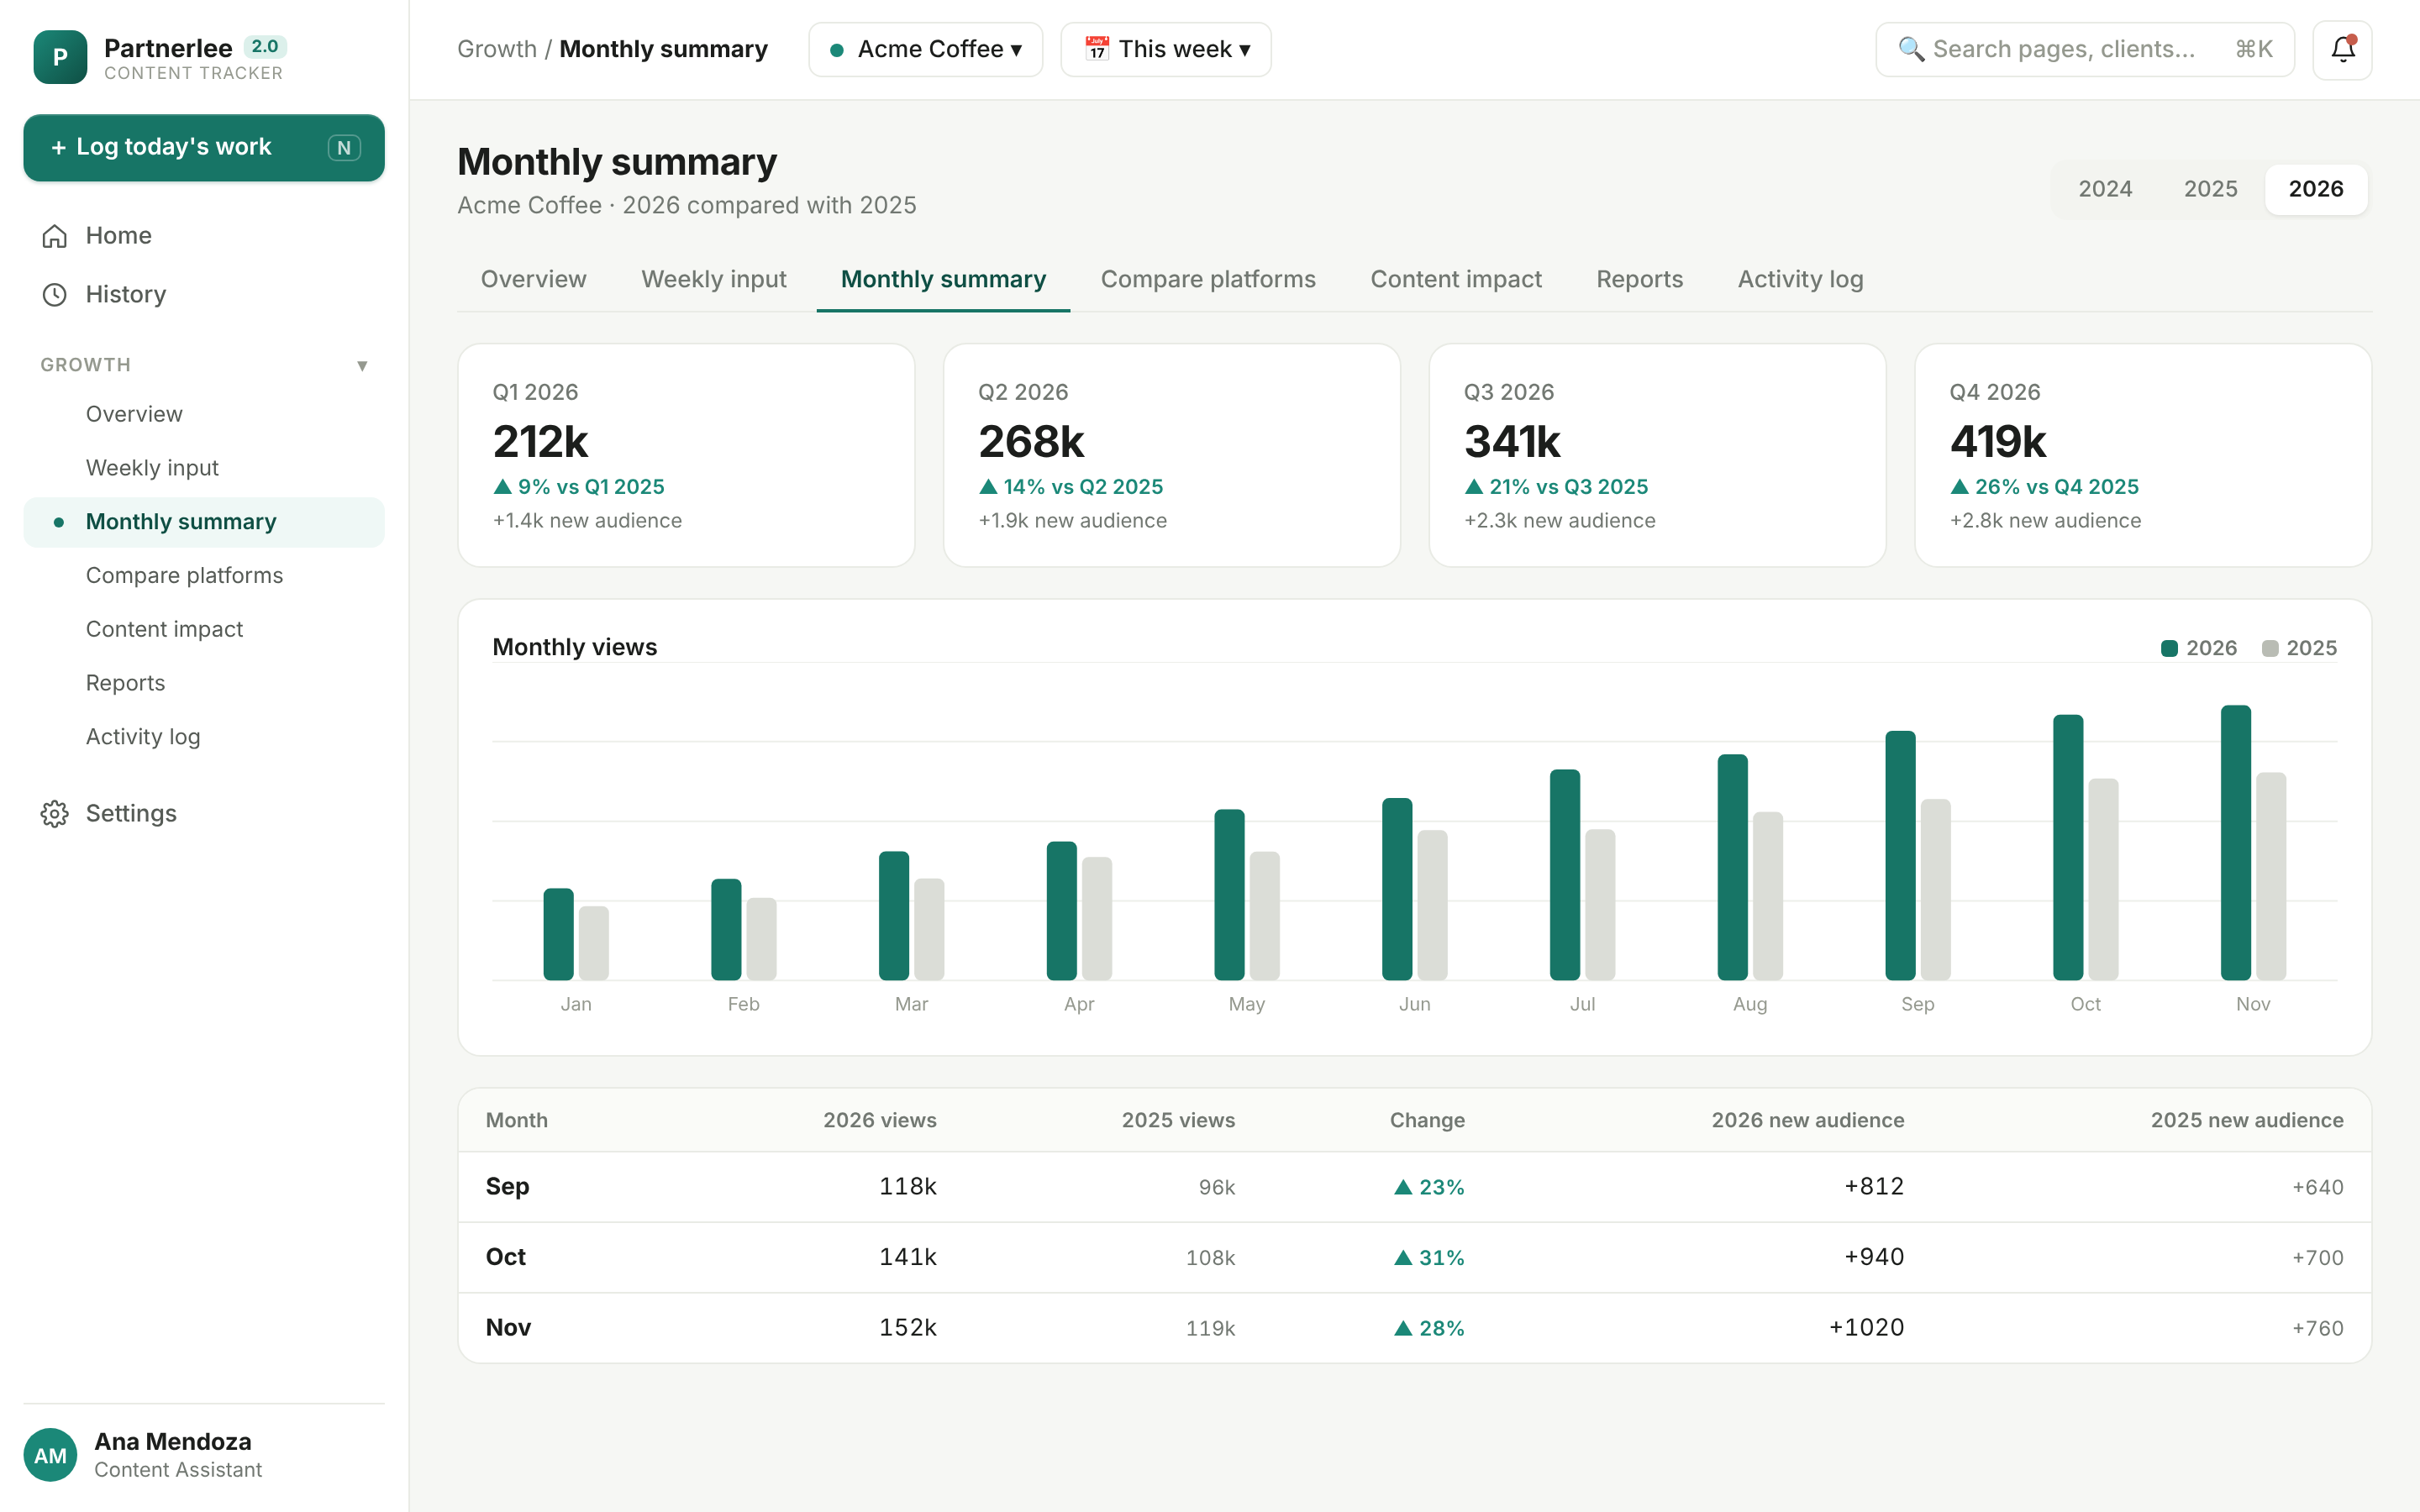 P
Partnerlee 2.0
CONTENT TRACKER
+ Log today's work N
Home
History
GROWTH ▼
Overview
Weekly input
Monthly summary
Compare platforms
Content impact
Reports
Activity log
Settings
AM
Ana Mendoza
Content Assistant
Growth / Monthly summary
Acme Coffee ▾
📅 This week ▾
🔍 Search pages, clients... ⌘K
Monthly summary
Acme Coffee · 2026 compared with 2025
2024 2025 2026
Overview Weekly input Monthly summary Compare platforms Content impact Reports Activity log
Q1 2026
212k
▲ 9% vs Q1 2025
+1.4k new audience
Q2 2026
268k
▲ 14% vs Q2 2025
+1.9k new audience
Q3 2026
341k
▲ 21% vs Q3 2025
+2.3k new audience
Q4 2026
419k
▲ 26% vs Q4 2025
+2.8k new audience
Monthly views
2026 2025
Jan Feb Mar Apr May Jun Jul Aug Sep Oct Nov
Month 2026 views 2025 views Change 2026 new audience 2025 new audience
Sep 118k 96k ▲ 23% +812 +640
Oct 141k 108k ▲ 31% +940 +700
Nov 152k 119k ▲ 28% +1020 +760